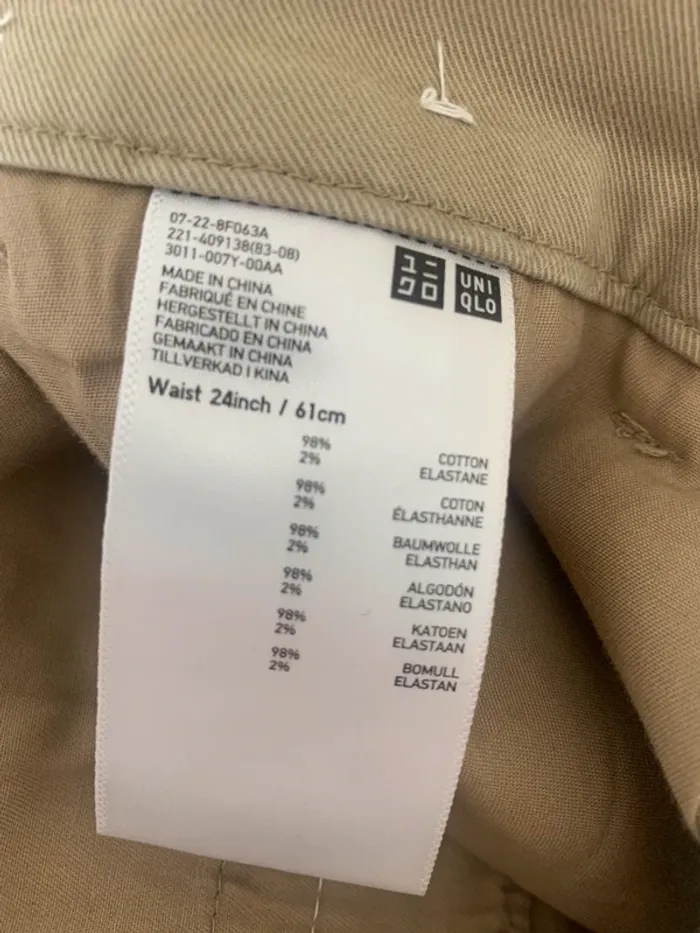 07-22-8F063A
221-409138(83-08)
3011-007Y-00AA
MADE IN CHINA
FABRIQUÉ EN CHINE
HERGESTELLT IN CHINA
FABRICADO EN CHINA
GEMAAKT IN CHINA
TILLVERKAD I KINA
ユニ
クロ
UNI
QLO
Waist 24inch / 61cm
98% COTTON
2% ELASTANE
98% COTON
2% ÉLASTHANNE
98% BAUMWOLLE
2% ELASTHAN
98% ALGODÓN
2% ELASTANO
98% KATOEN
2% ELASTAAN
98% BOMULL
2% ELASTAN